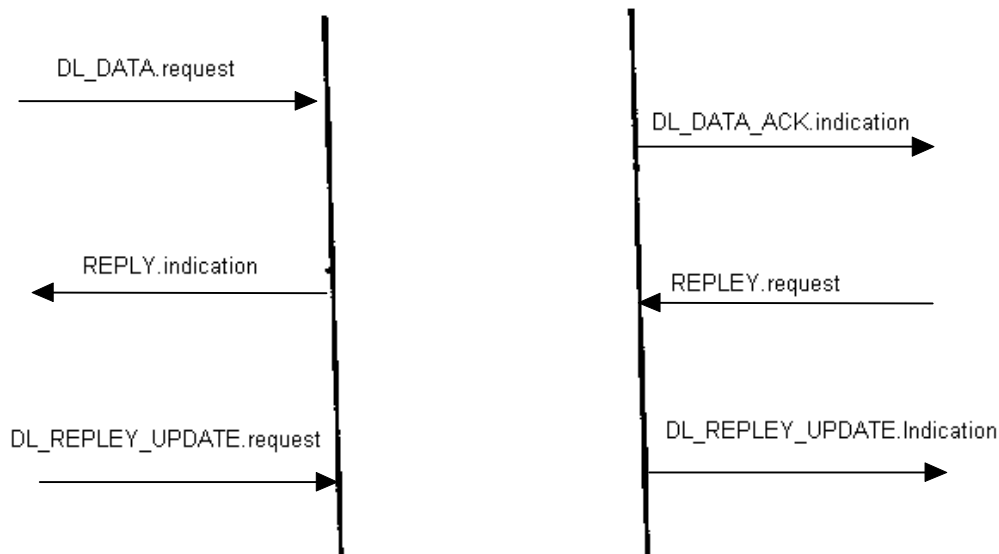 DL_DATA.request
DL_DATA_ACK.indication
REPLY.indication
REPLEY.request
DL_REPLEY_UPDATE.request
DL_REPLEY_UPDATE.Indication